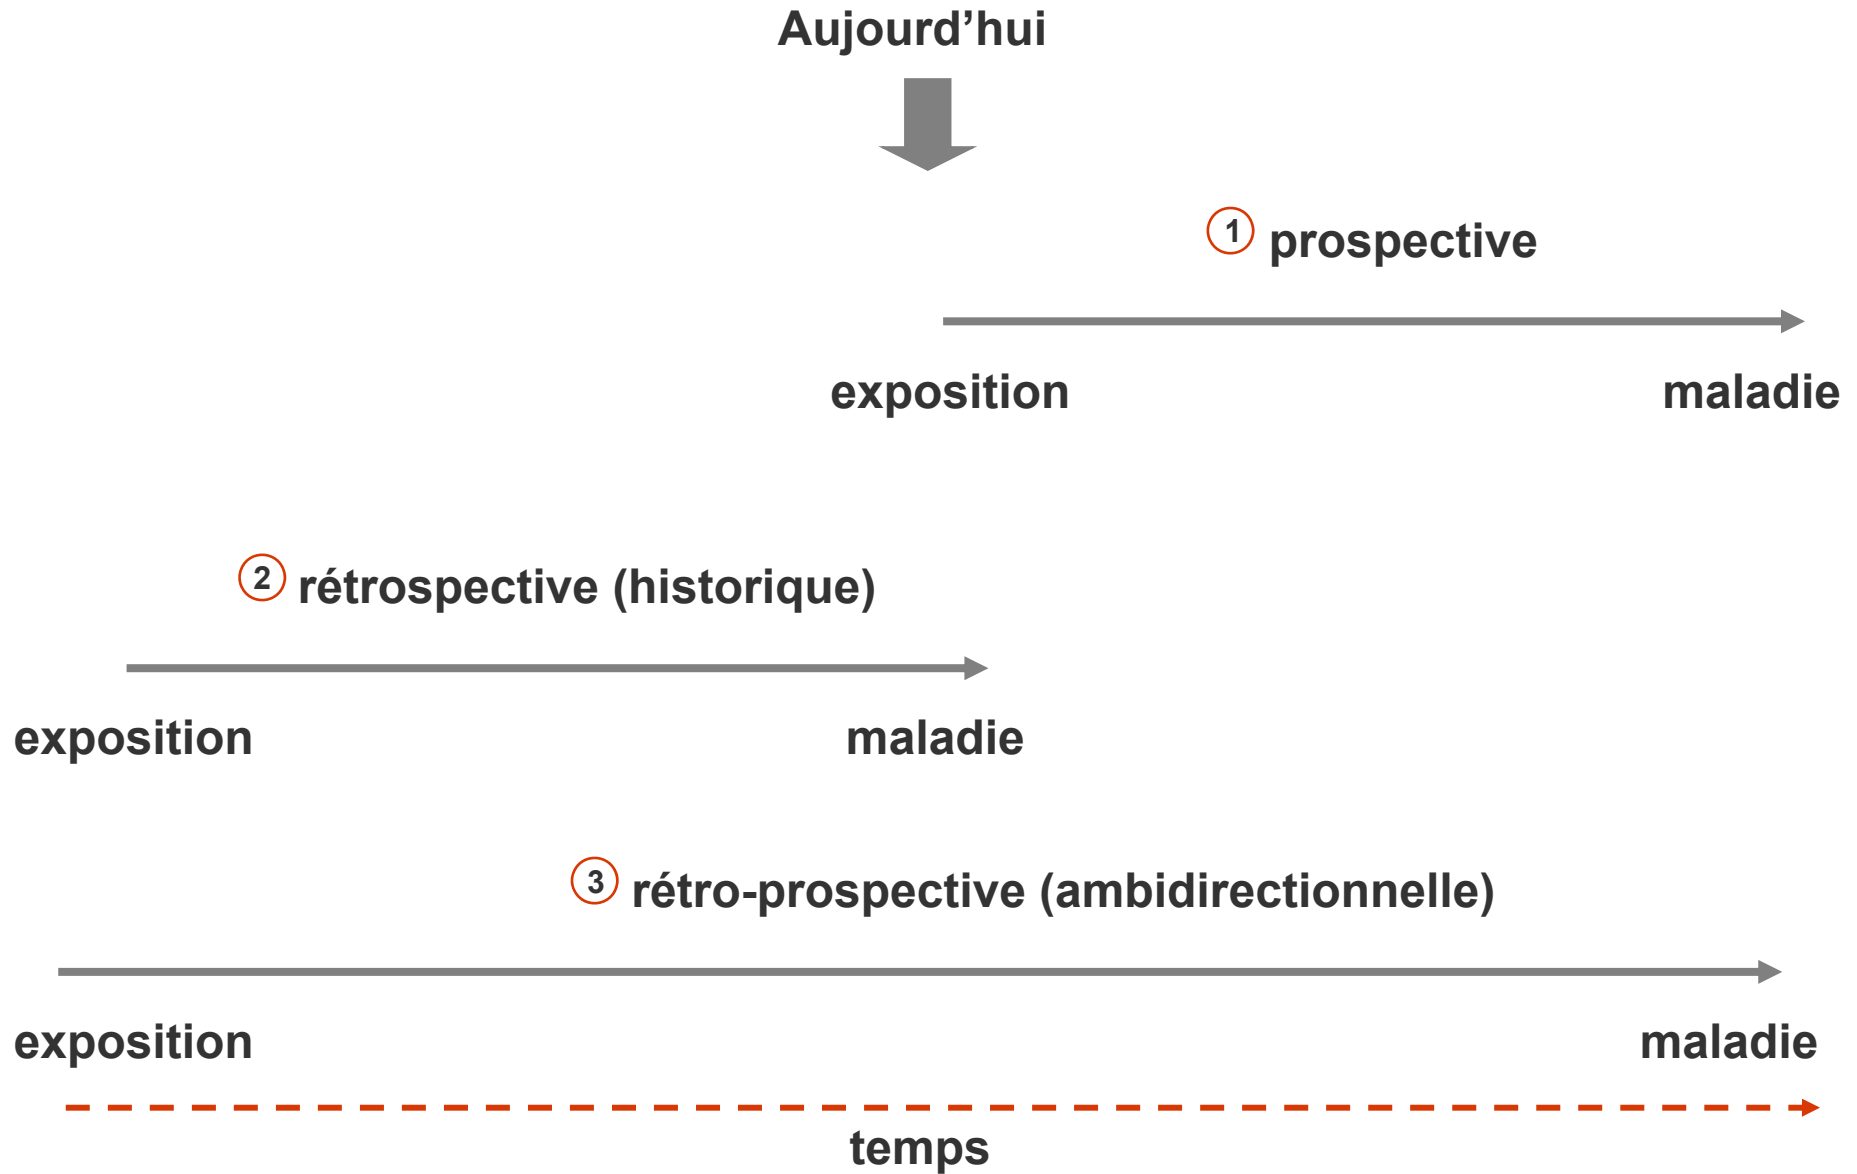 Aujourd’hui
1 prospective
exposition maladie
2 rétrospective (historique)
exposition maladie
3 rétro-prospective (ambidirectionnelle)
exposition maladie
temps